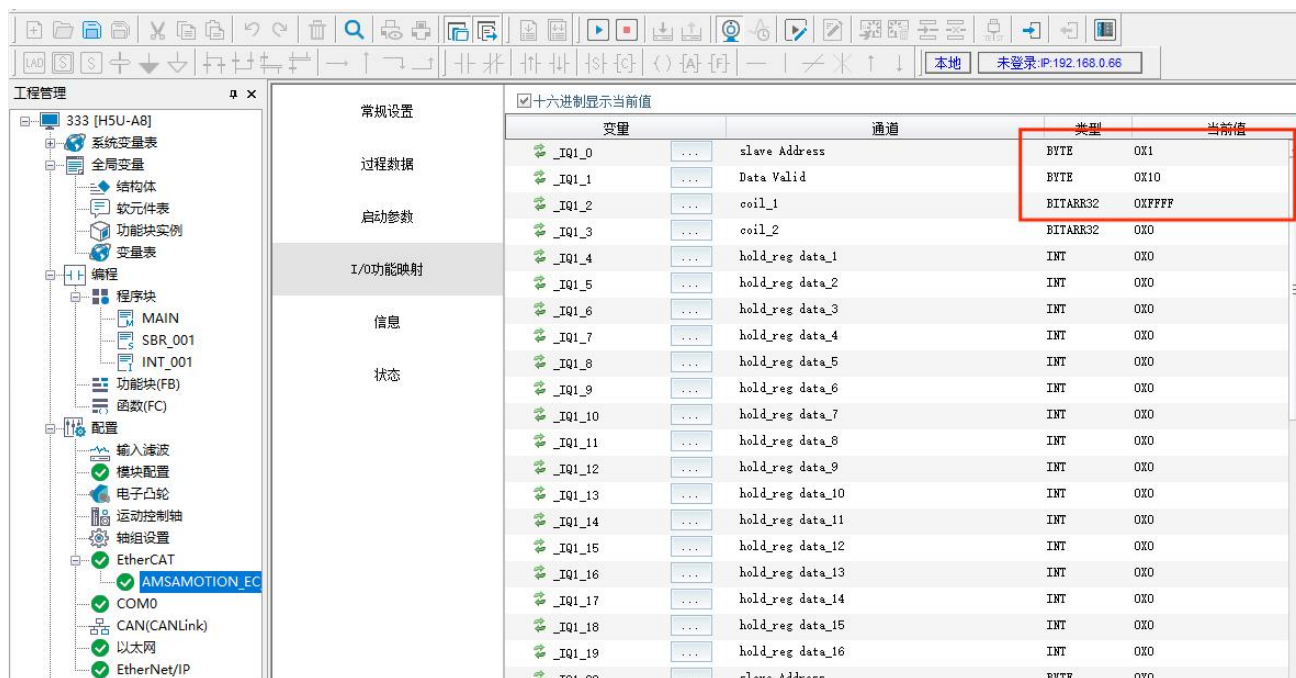 LAD
本地
未登录:IP:192.168.0.66
工程管理
333 [H5U-A8]
系统变量表
全局变量
结构体
软元件表
功能块实例
变量表
编程
程序块
MAIN
SBR_001
INT_001
功能块(FB)
函数(FC)
配置
输入滤波
模块配置
电子凸轮
运动控制轴
轴组设置
EtherCAT
AMSAMOTION_EC
COM0
CAN(CANLink)
以太网
EtherNet/IP
常规设置
过程数据
启动参数
I/O功能映射
信息
状态
十六进制显示当前值
变量 通道 类型 当前值
_IQ1_0 ... slave Address BYTE 0X1
_IQ1_1 ... Data Valid BYTE 0X10
_IQ1_2 ... coil_1 BITARR32 0XFFFF
_IQ1_3 ... coil_2 BITARR32 0X0
_IQ1_4 ... hold_reg data_1 INT 0X0
_IQ1_5 ... hold_reg data_2 INT 0X0
_IQ1_6 ... hold_reg data_3 INT 0X0
_IQ1_7 ... hold_reg data_4 INT 0X0
_IQ1_8 ... hold_reg data_5 INT 0X0
_IQ1_9 ... hold_reg data_6 INT 0X0
_IQ1_10 ... hold_reg data_7 INT 0X0
_IQ1_11 ... hold_reg data_8 INT 0X0
_IQ1_12 ... hold_reg data_9 INT 0X0
_IQ1_13 ... hold_reg data_10 INT 0X0
_IQ1_14 ... hold_reg data_11 INT 0X0
_IQ1_15 ... hold_reg data_12 INT 0X0
_IQ1_16 ... hold_reg data_13 INT 0X0
_IQ1_17 ... hold_reg data_14 INT 0X0
_IQ1_18 ... hold_reg data_15 INT 0X0
_IQ1_19 ... hold_reg data_16 INT 0X0